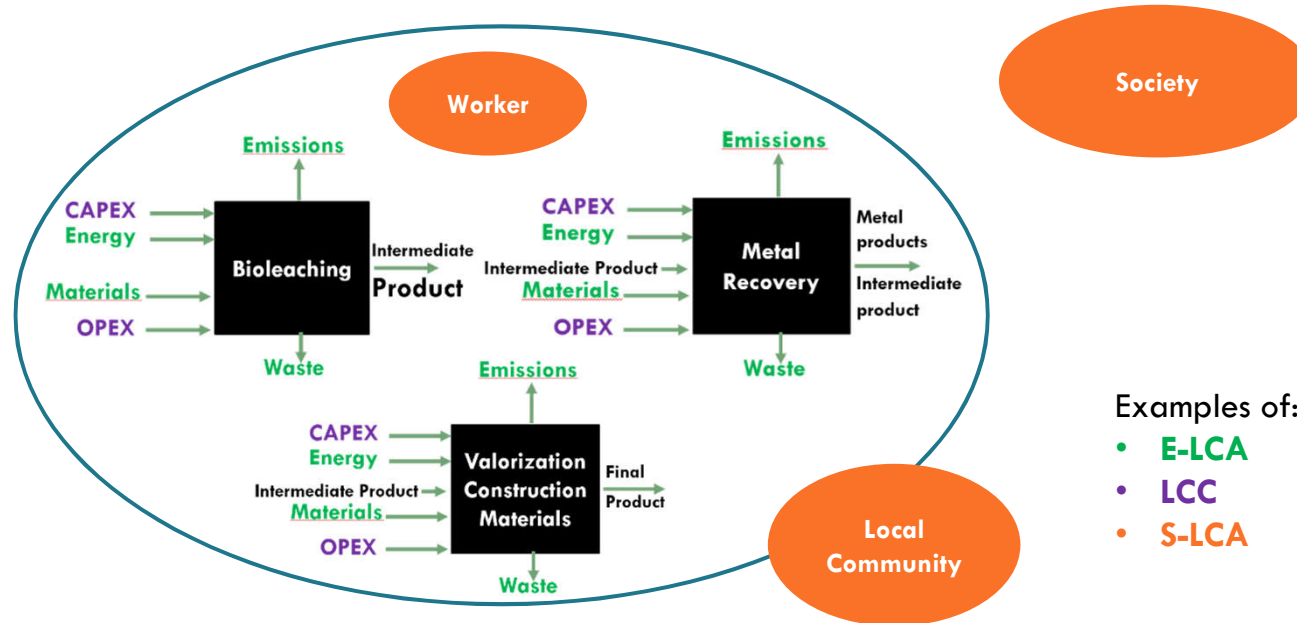 Worker
Society
Emissions
CAPEX
Energy
Materials
OPEX
Bioleaching
Intermediate
Product
Waste
Emissions
CAPEX
Energy
Intermediate Product
Materials
OPEX
Metal
Recovery
Metal
products
Intermediate
product
Waste
Emissions
CAPEX
Energy
Intermediate Product
Materials
OPEX
Valorization
Construction
Materials
Final
Product
Waste
Local
Community
Examples of:
• E-LCA
• LCC
• S-LCA